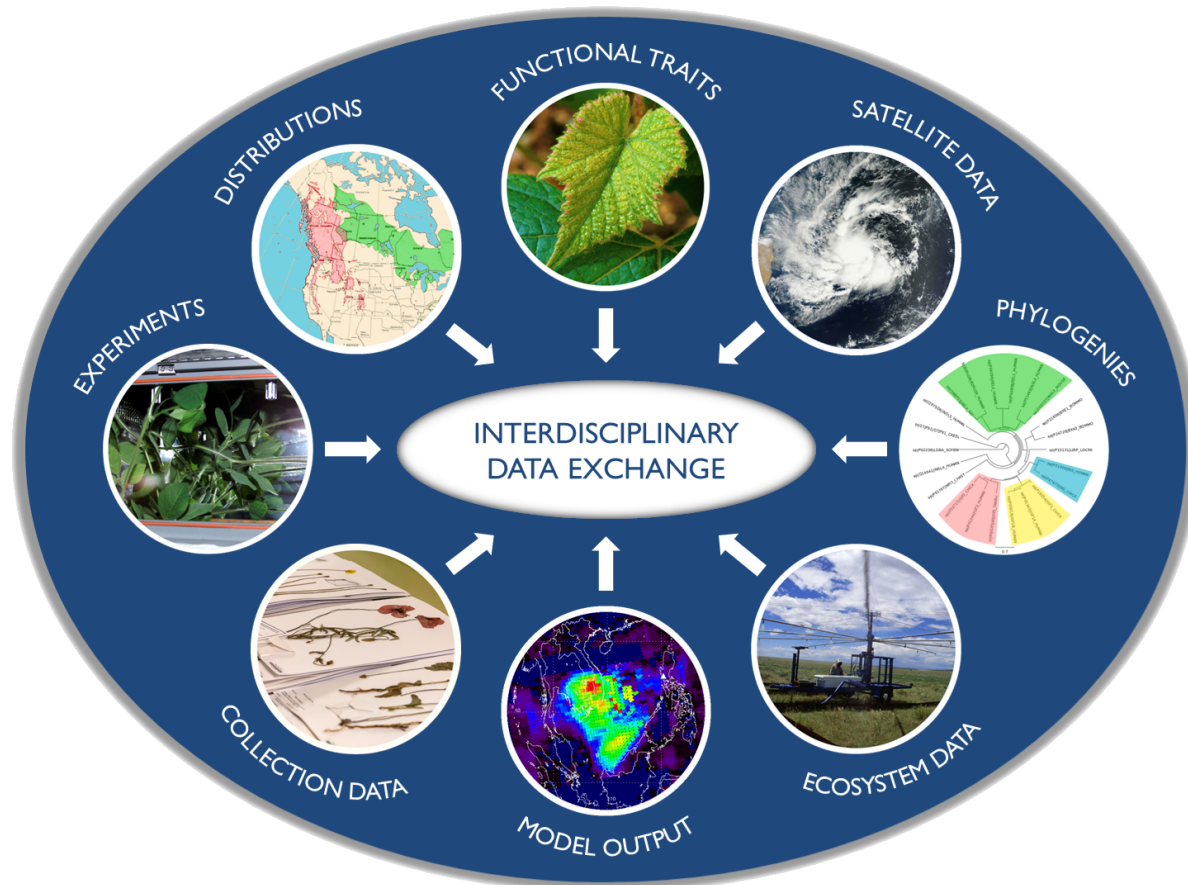 FUNCTIONAL TRAITS
DISTRIBUTIONS
SATELLITE DATA
EXPERIMENTS
PHYLOGENIES
INTERDISCIPLINARY
DATA EXCHANGE
COLLECTION DATA
ECOSYSTEM DATA
MODEL OUTPUT